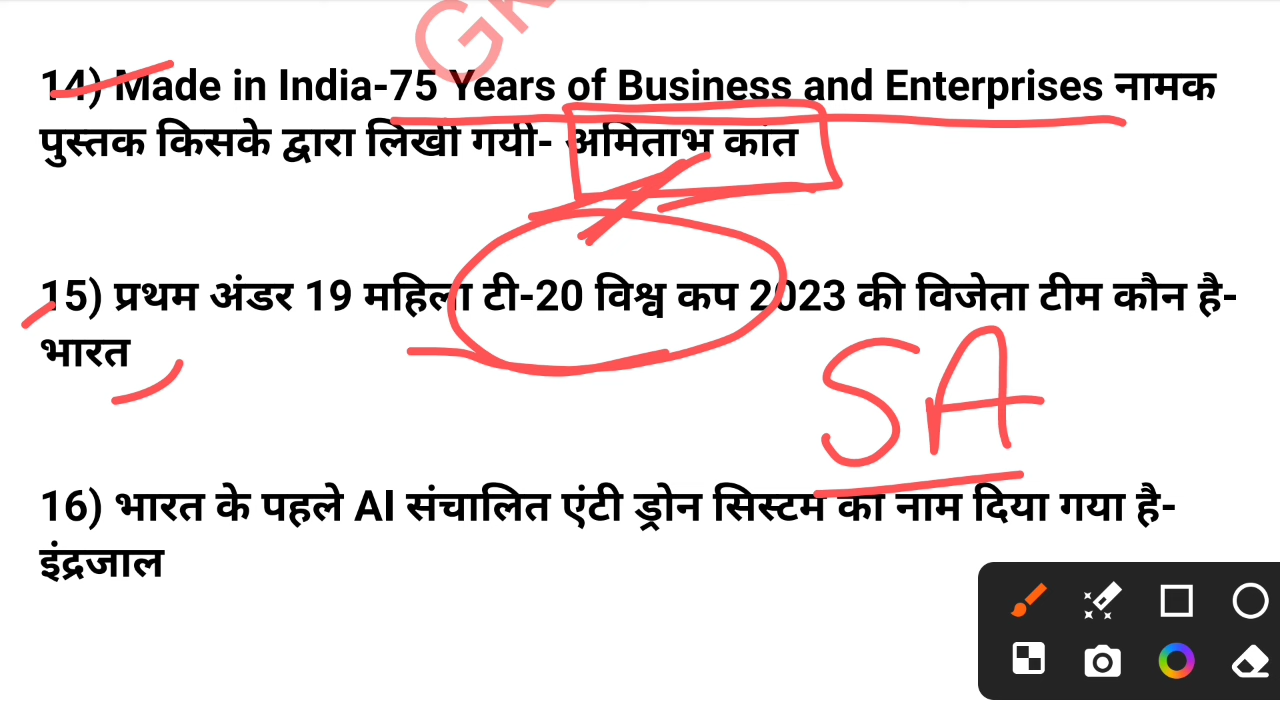 GK
14) Made in India-75 Years of Business and Enterprises नामक
पुस्तक किसके द्वारा लिखी गयी- अमिताभ कांत
15) प्रथम अंडर 19 महिला टी-20 विश्व कप 2023 की विजेता टीम कौन है-
भारत
SA
16) भारत के पहले AI संचालित एंटी ड्रोन सिस्टम का नाम दिया गया है-
इंद्रजाल